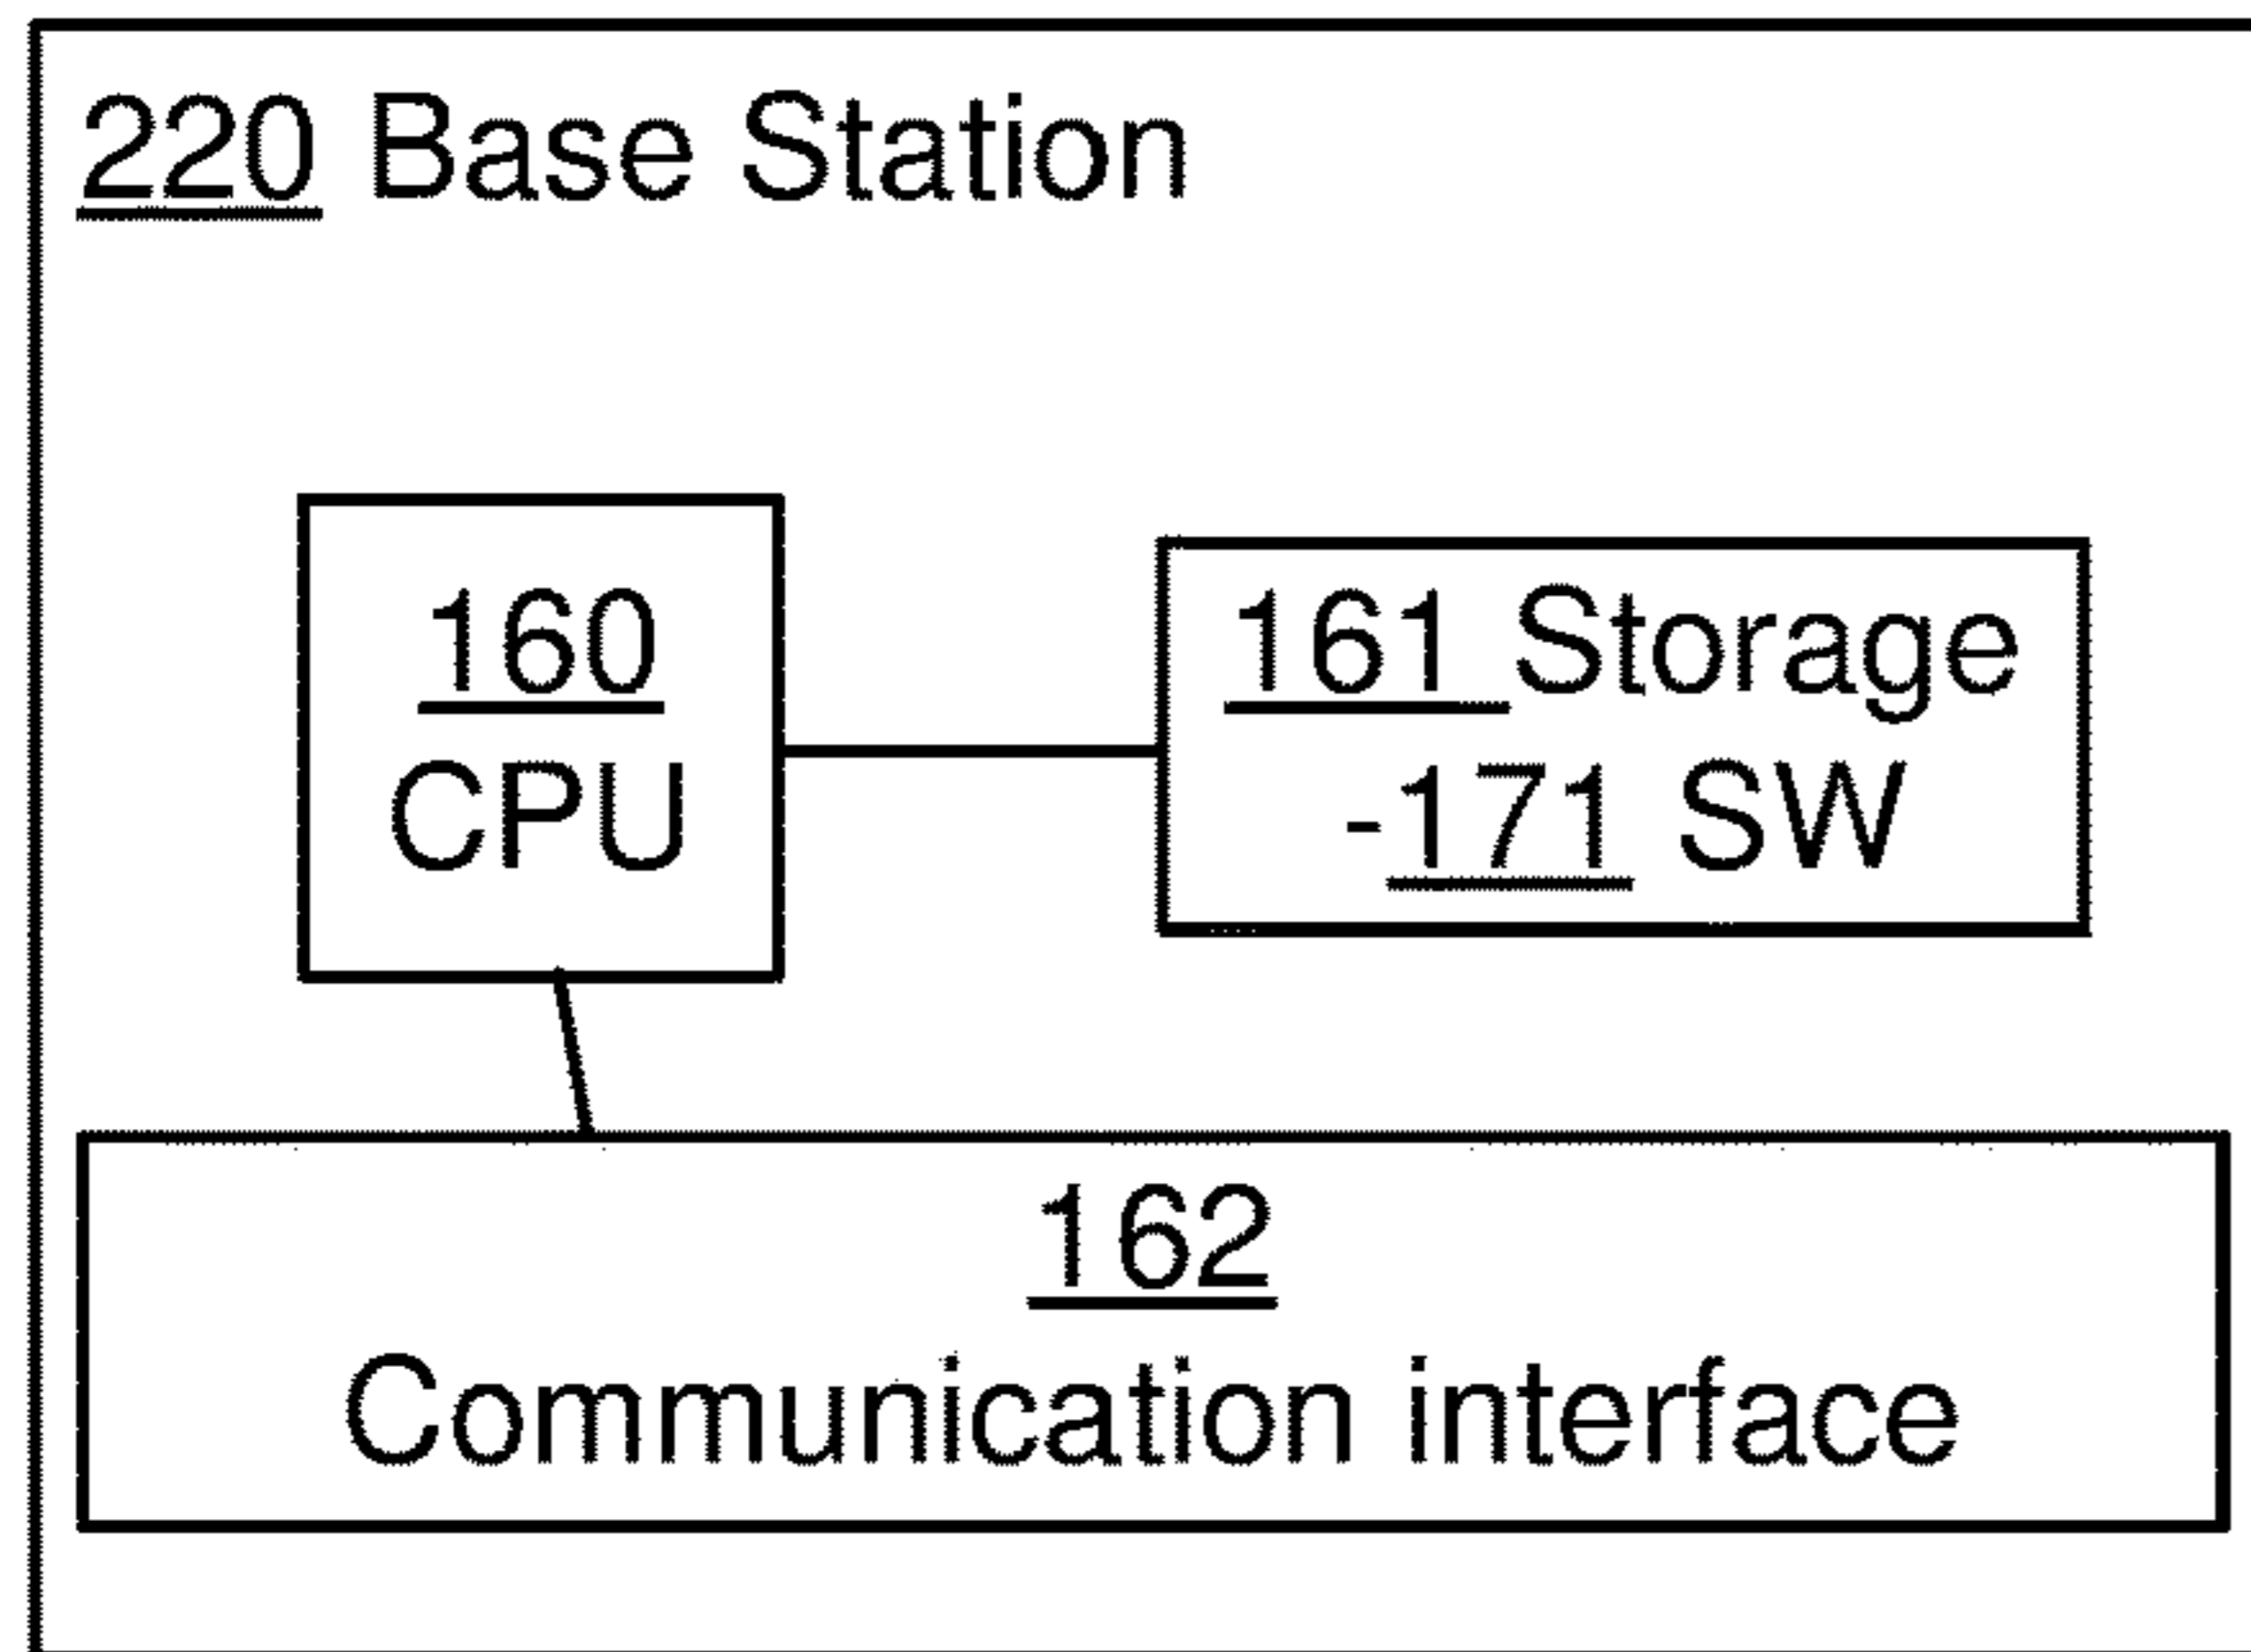 220 Base Station
160
CPU
161 Storage
-171 SW
162
Communication interface